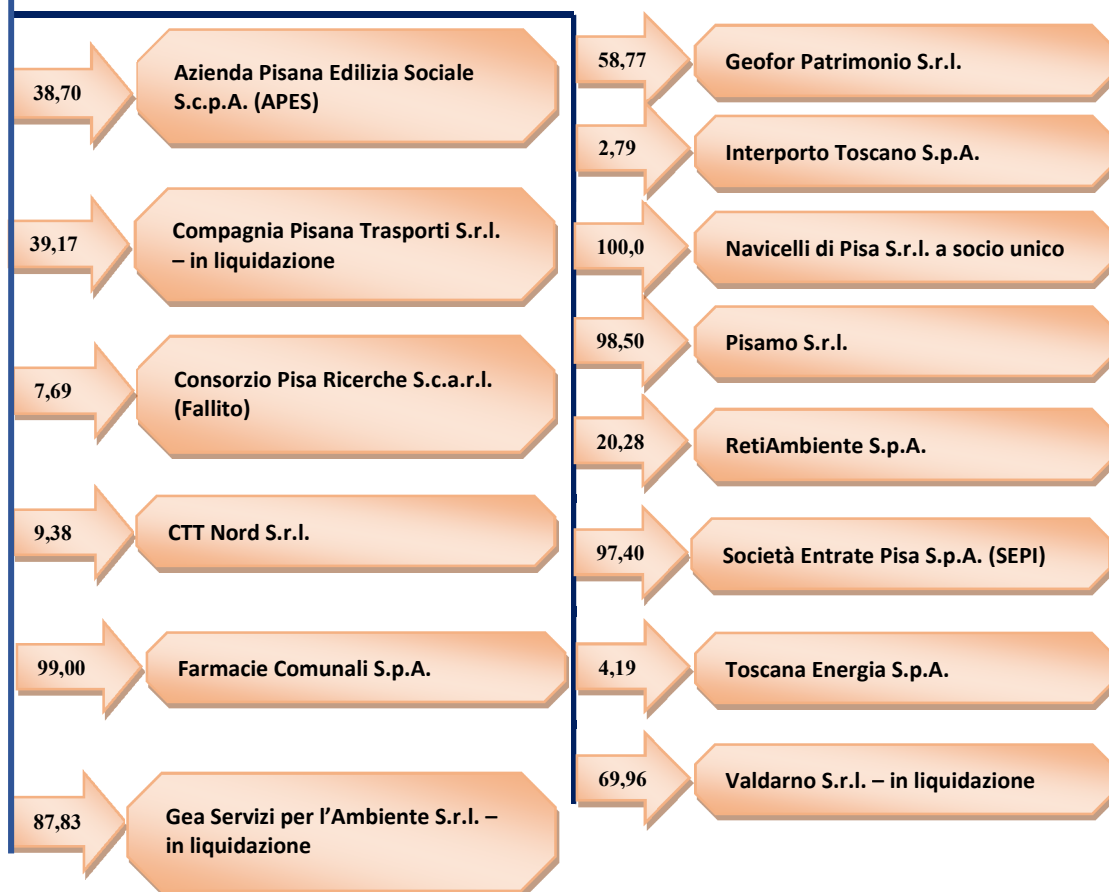 38,70
Azienda Pisana Edilizia Sociale
S.c.p.A. (APES)
39,17
Compagnia Pisana Trasporti S.r.l.
– in liquidazione
7,69
Consorzio Pisa Ricerche S.c.a.r.l.
(Fallito)
9,38
CTT Nord S.r.l.
99,00
Farmacie Comunali S.p.A.
87,83
Gea Servizi per l’Ambiente S.r.l. –
in liquidazione
58,77
Geofor Patrimonio S.r.l.
2,79
Interporto Toscano S.p.A.
100,0
Navicelli di Pisa S.r.l. a socio unico
98,50
Pisamo S.r.l.
20,28
RetiAmbiente S.p.A.
97,40
Società Entrate Pisa S.p.A. (SEPI)
4,19
Toscana Energia S.p.A.
69,96
Valdarno S.r.l. – in liquidazione